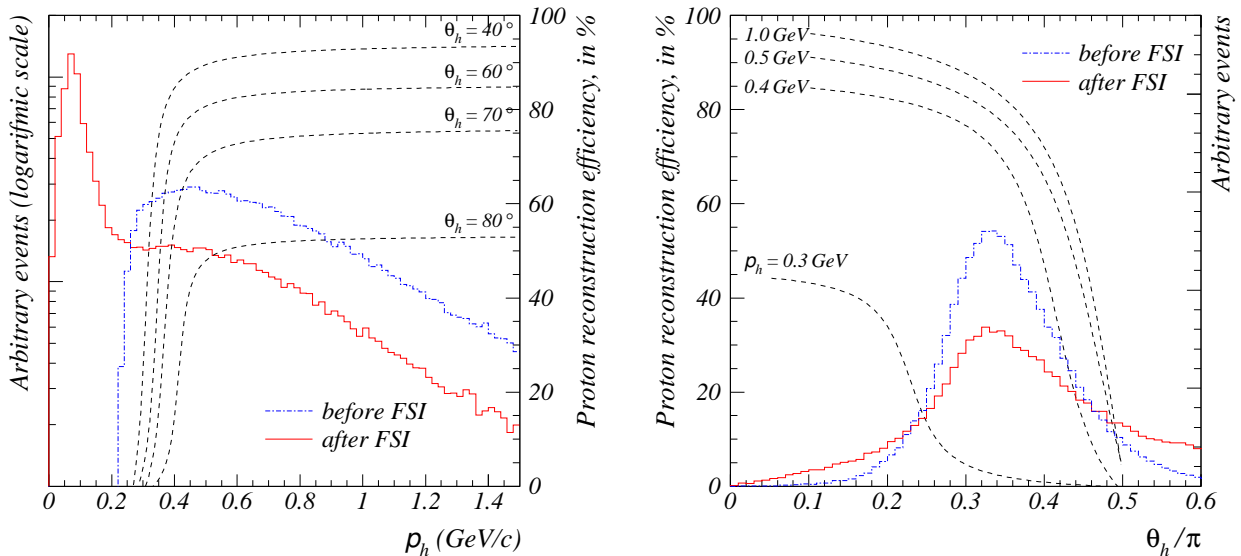 Arbitrary events (logarifmic scale)
100
80
60
40
20
0
Proton reconstruction efficiency, in %
θh = 40°
θh = 60°
θh = 70°
θh = 80°
before FSI
after FSI
0 0.2 0.4 0.6 0.8 1 1.2 1.4
ph (GeV/c)
Proton reconstruction efficiency, in %
100
80
60
40
20
0
1.0 GeV
0.5 GeV
0.4 GeV
ph = 0.3 GeV
before FSI
after FSI
Arbitrary events
0 0.1 0.2 0.3 0.4 0.5 0.6
θh/π